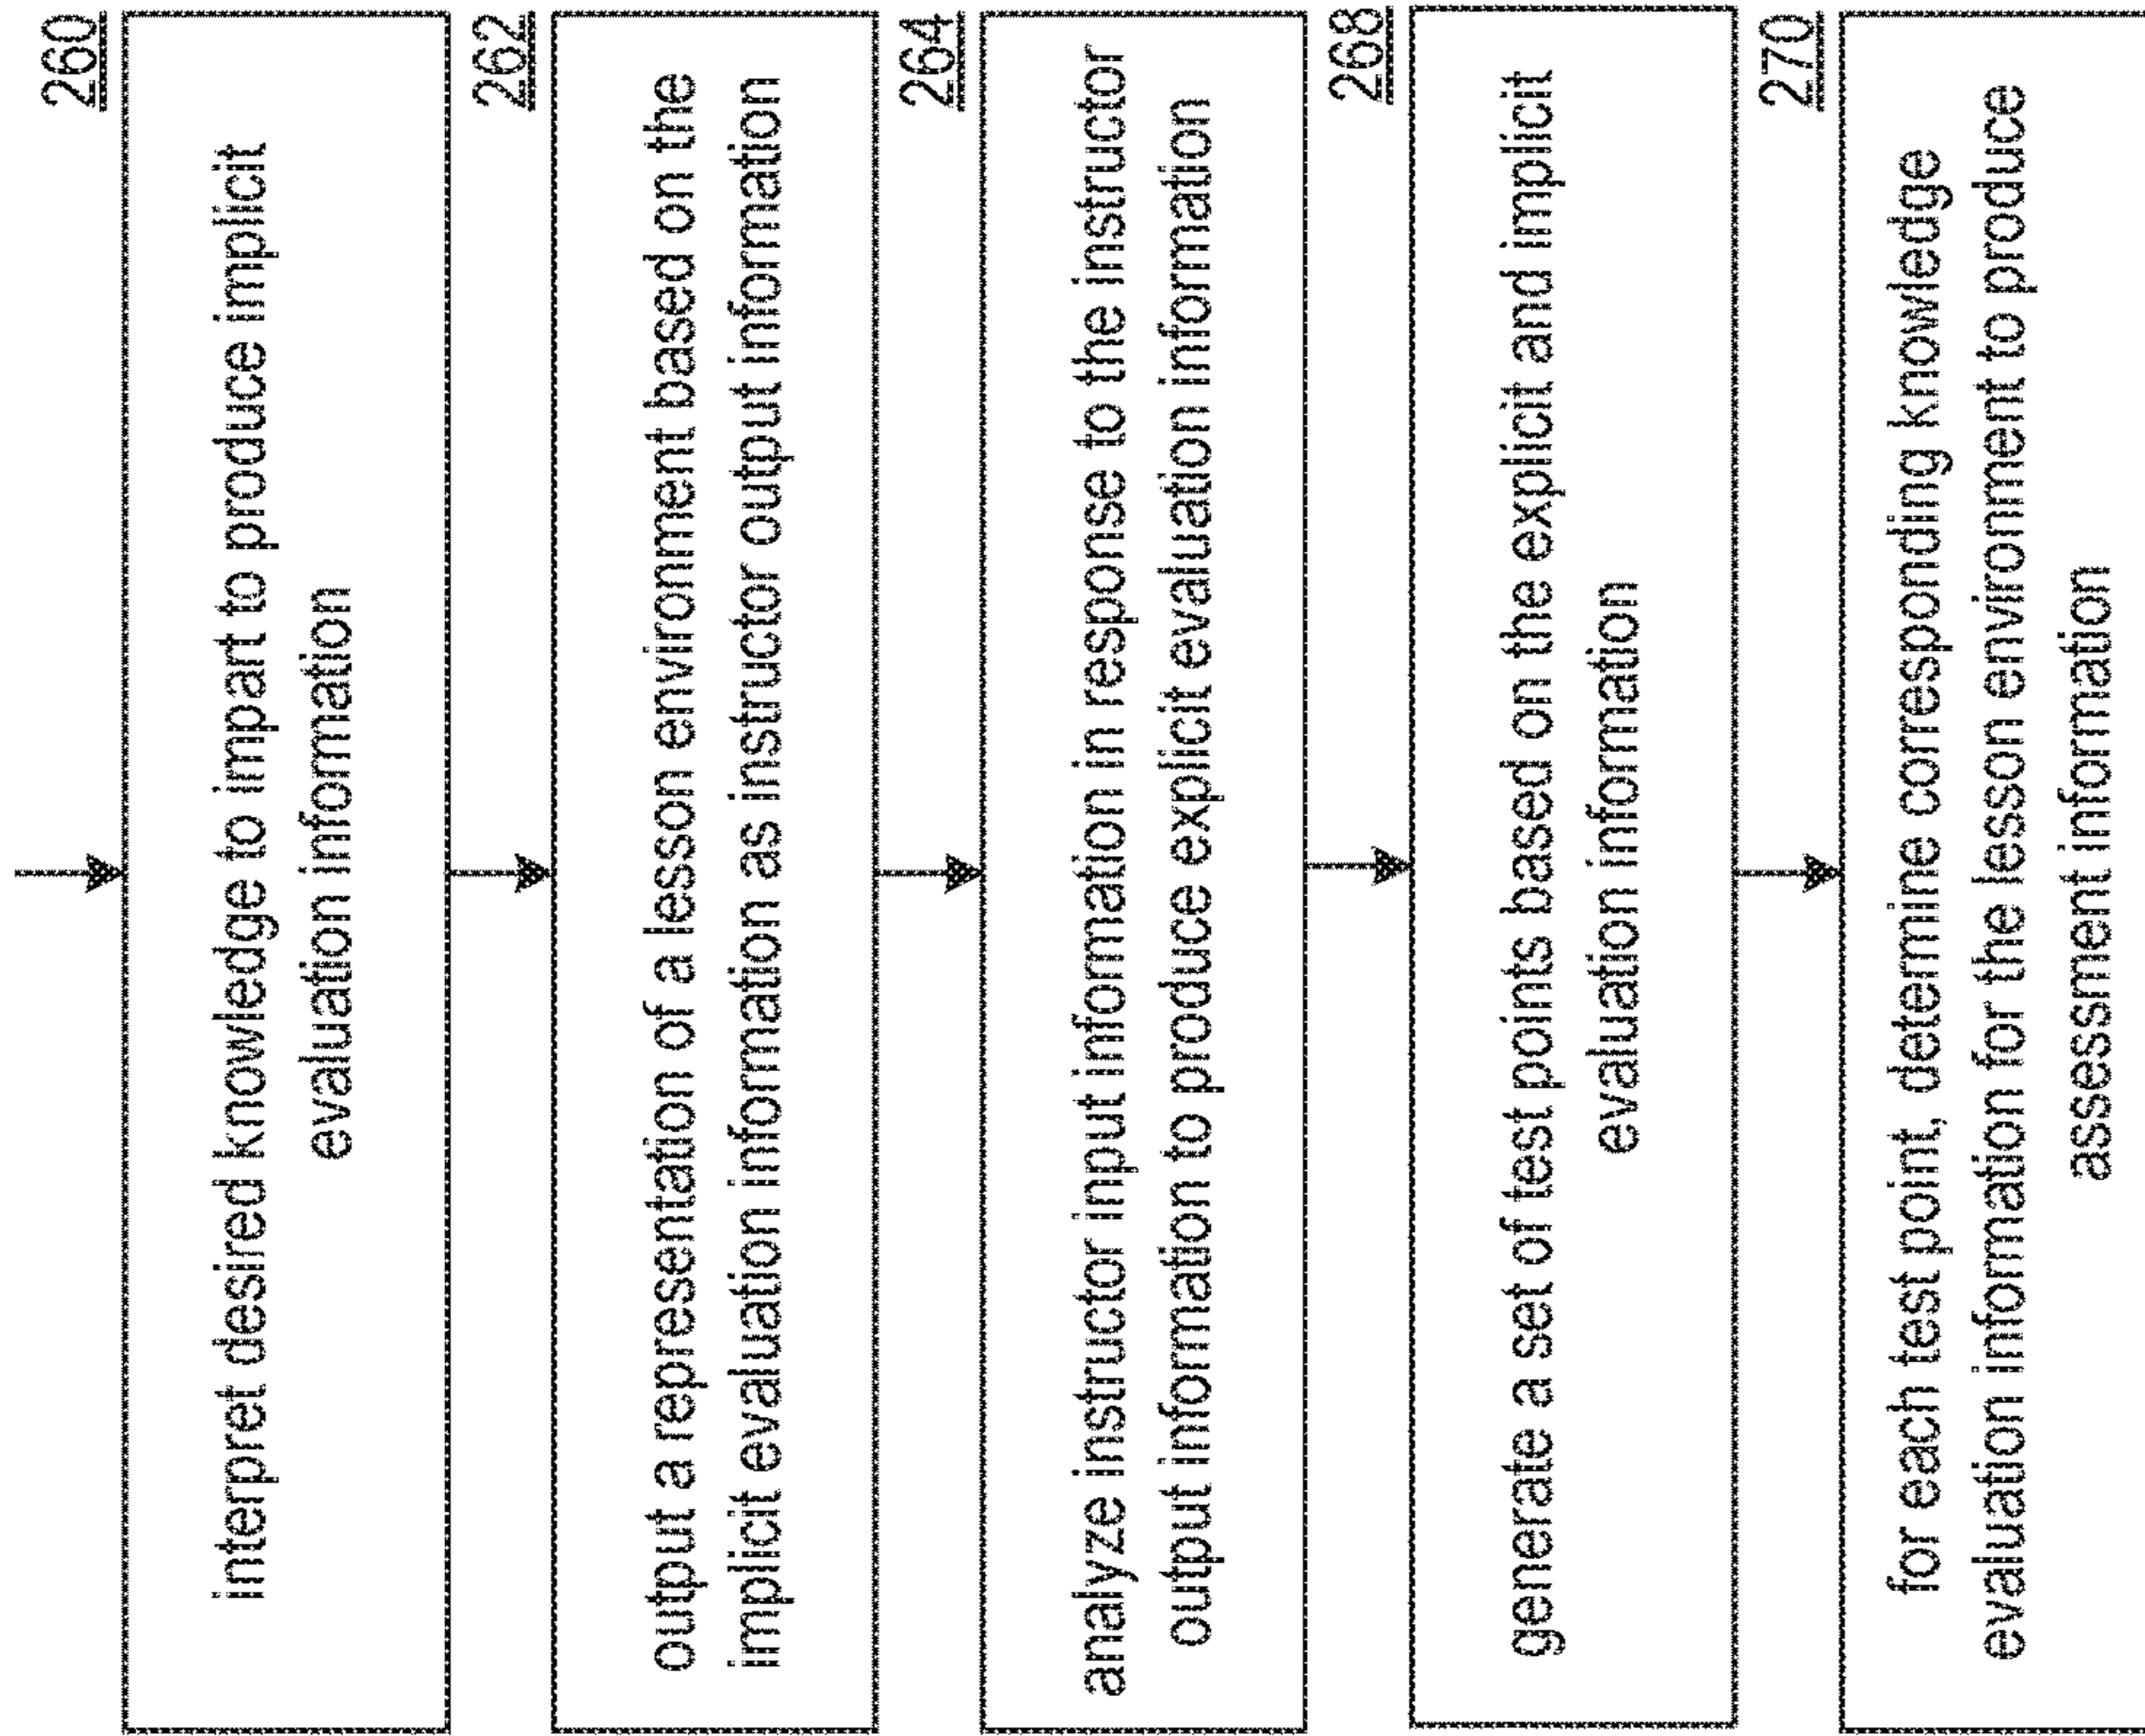 260
interpret desired knowledge to impart to produce implicit
evaluation information
262
output a representation of a lesson environment based on the
implicit evaluation information as instructor output information
264
analyze instructor input information in response to the instructor
output information to produce explicit evaluation information
268
generate a set of test points based on the explicit and implicit
evaluation information
270
for each test point, determine corresponding knowledge
evaluation information for the lesson environment to produce
assessment information